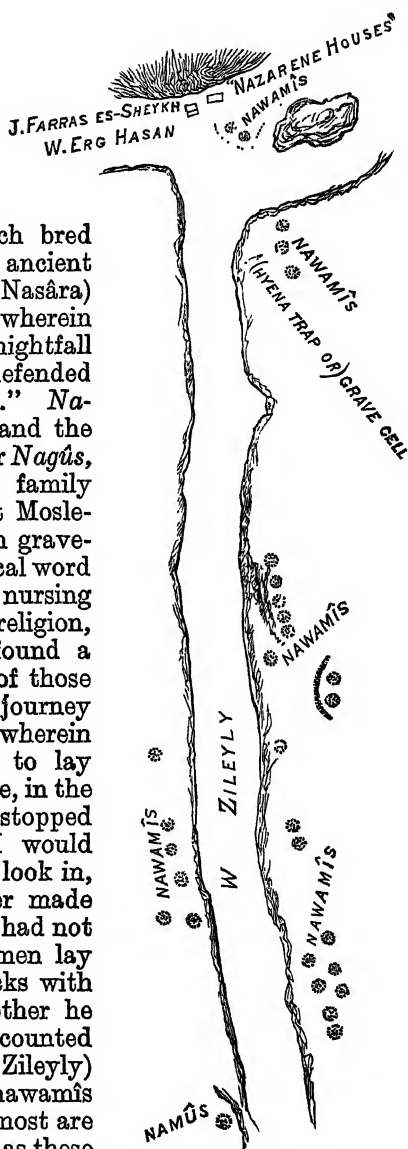 "NAZARENE HOUSES"
J. FARRAS ES-SHEYKH
NAWAMÎS
W. ERG HASAN
NAWAMÎS
(HYENA TRAP OR) GRAVE CELL
NAWAMÎS
W ZILEYLY
NAWAMÎS
NAWAMÎS
NAMÛS
ch bred
ancient
Nasâra)
wherein
nightfall
defended
." Na-
and the
r Nagûs,
family
t Mosle-
n grave-
cal word
nursing
religion,
found a
of those
journey
wherein
to lay
e, in the
stopped
I would
look in,
er made
had not
men lay
cks with
other he
counted
Zileyly)
nawamîs
most are
as these